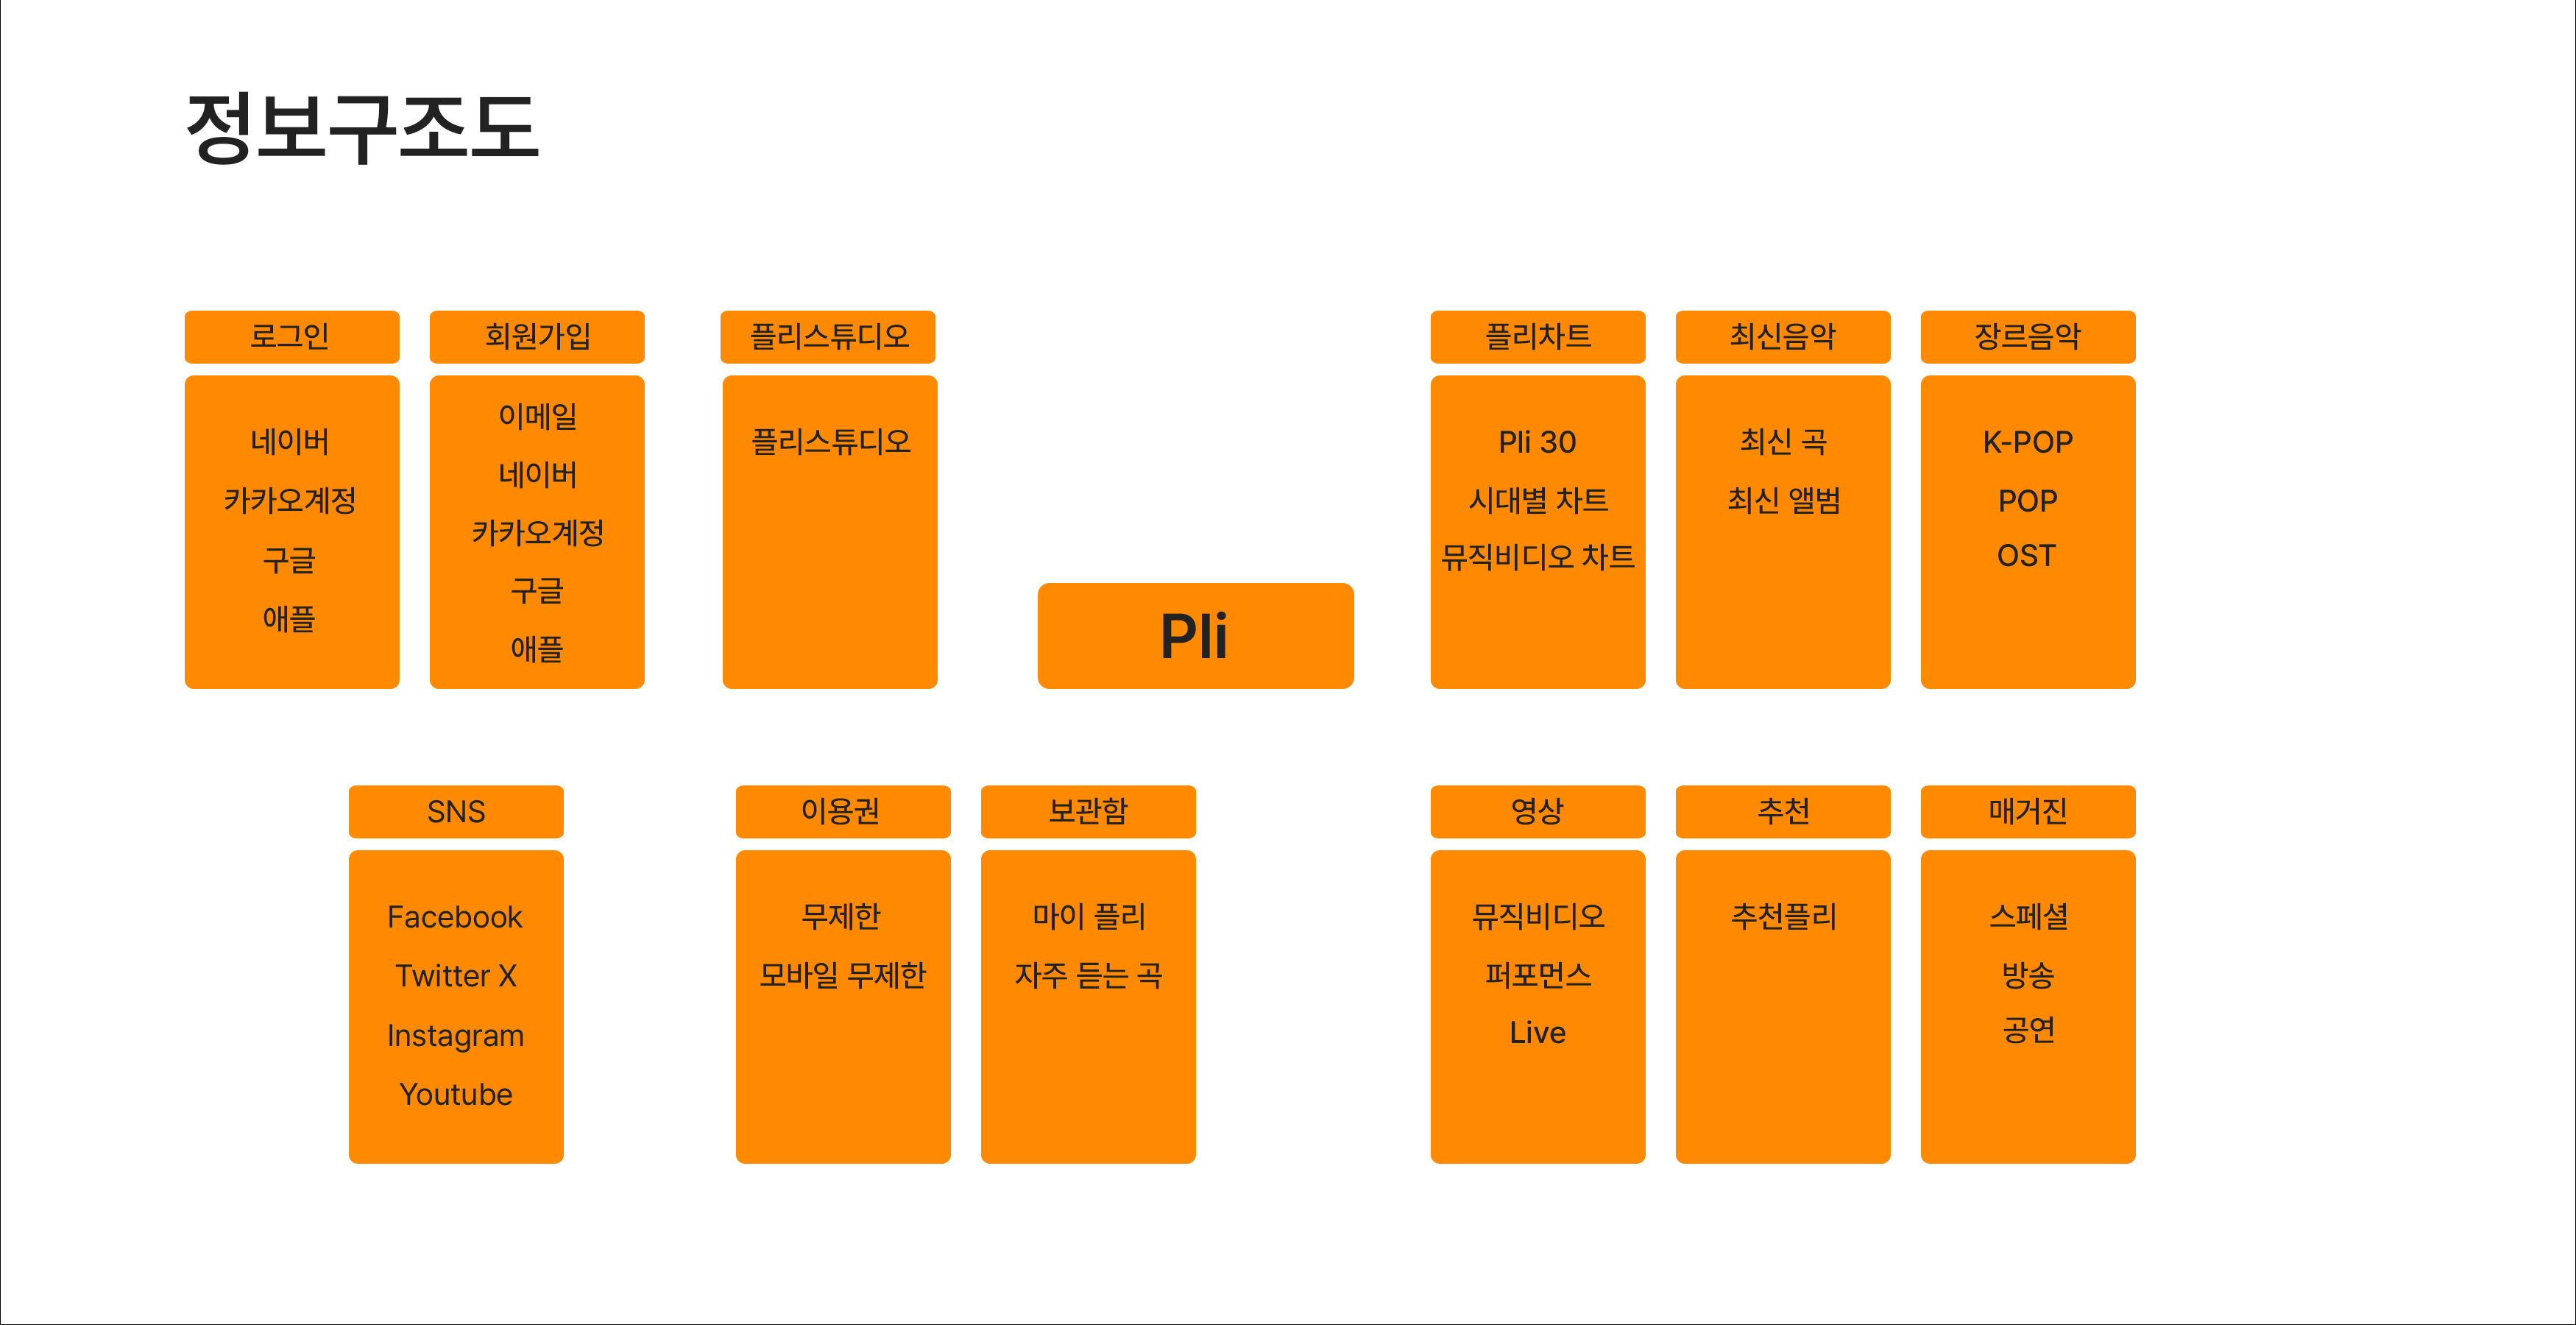 정보구조도
로그인
네이버
카카오계정
구글
애플
회원가입
이메일
네이버
카카오계정
구글
애플
플리스튜디오
플리스튜디오
Pli
플리차트
Pli 30
시대별 차트
뮤직비디오 차트
최신음악
최신 곡
최신 앨범
장르음악
K-POP
POP
OST
SNS
Facebook
Twitter X
Instagram
Youtube
이용권
무제한
모바일 무제한
보관함
마이 플리
자주 듣는 곡
영상
뮤직비디오
퍼포먼스
Live
추천
추천플리
매거진
스페셜
방송
공연